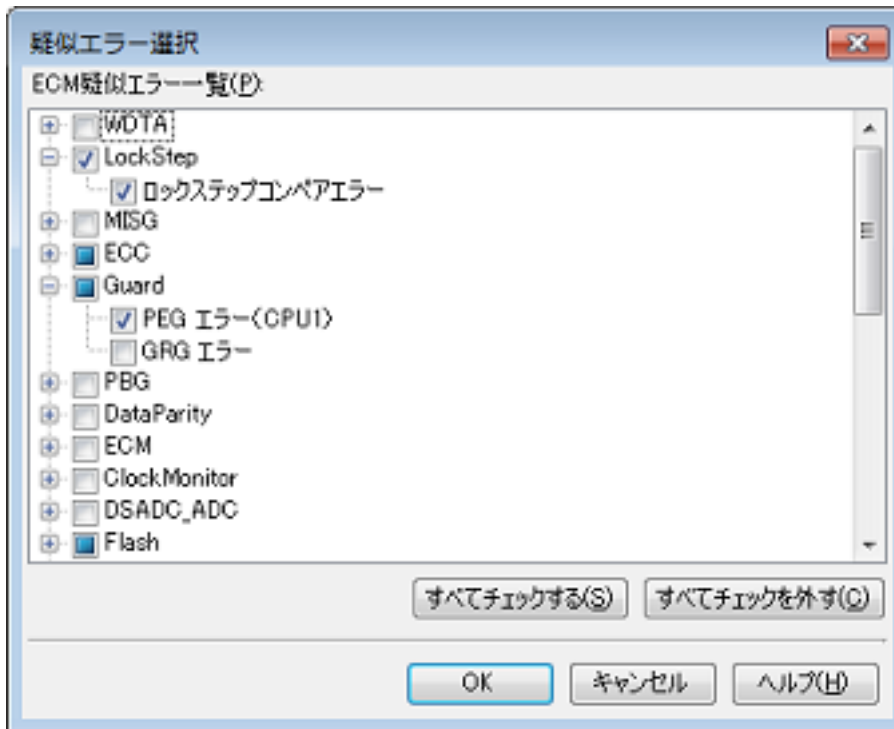 疑似エラー選択
ECM疑似エラー一覧(P):
WDTA
LockStep
ロックステップコンペアエラー
MISG
ECC
Guard
PEG エラー(CPU1)
GRG エラー
PBG
DataParity
ECM
ClockMonitor
DSADC_ADC
Flash
すべてチェックする(S) すべてチェックを外す(C)
OK キャンセル ヘルプ(H)